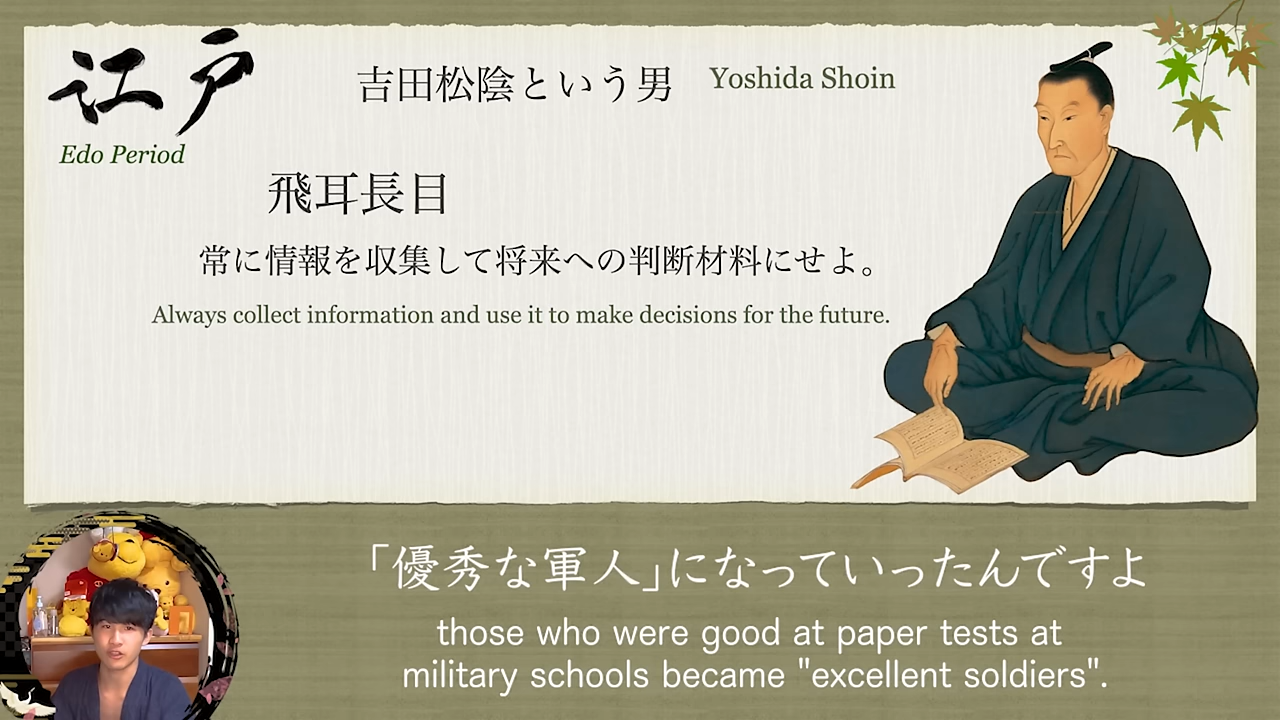 江戸
Edo Period
吉田松陰という男
Yoshida Shoin
飛耳長目
常に情報を収集して将来への判断材料にせよ。
Always collect information and use it to make decisions for the future.
「優秀な軍人」になっていったんですよ
those who were good at paper tests at
military schools became "excellent soldiers".